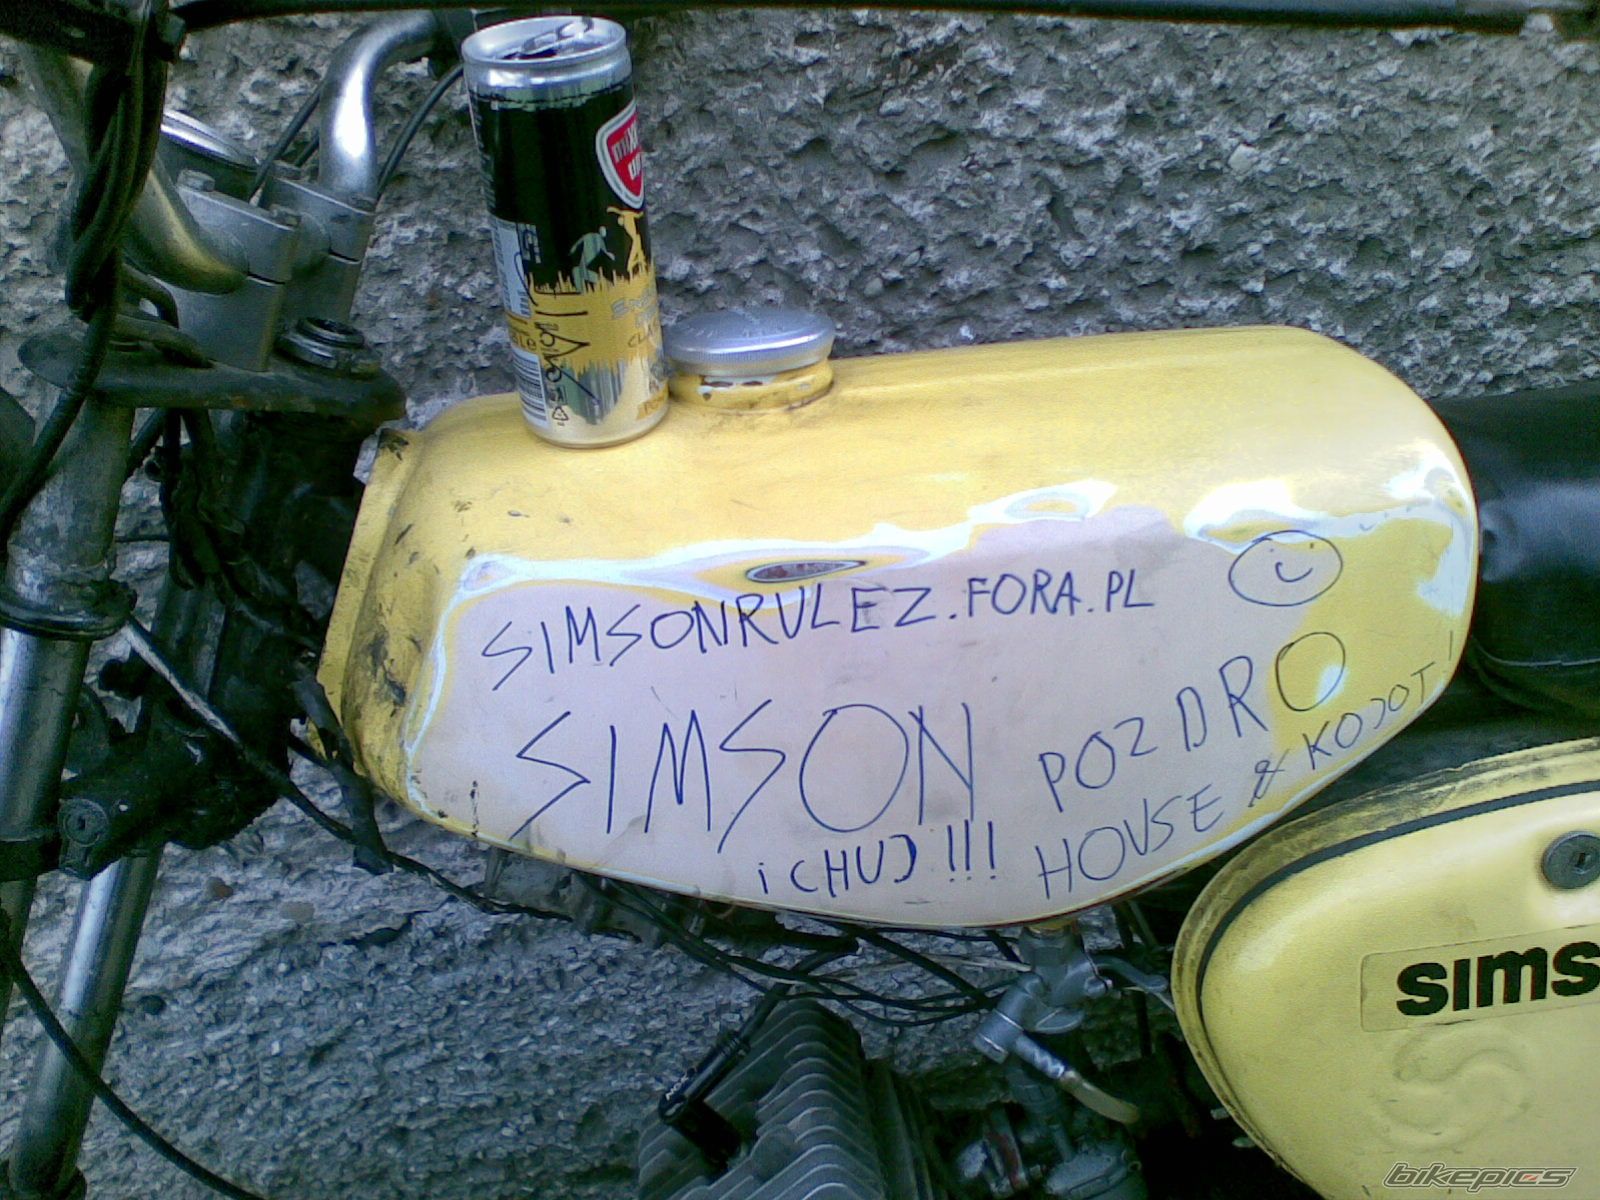 SIMSONRULEZ.FORA.PL
SIMSON
i CHUJ !!!
POZDRO
HOUSE & KOJOT!
SIMS
bikepics